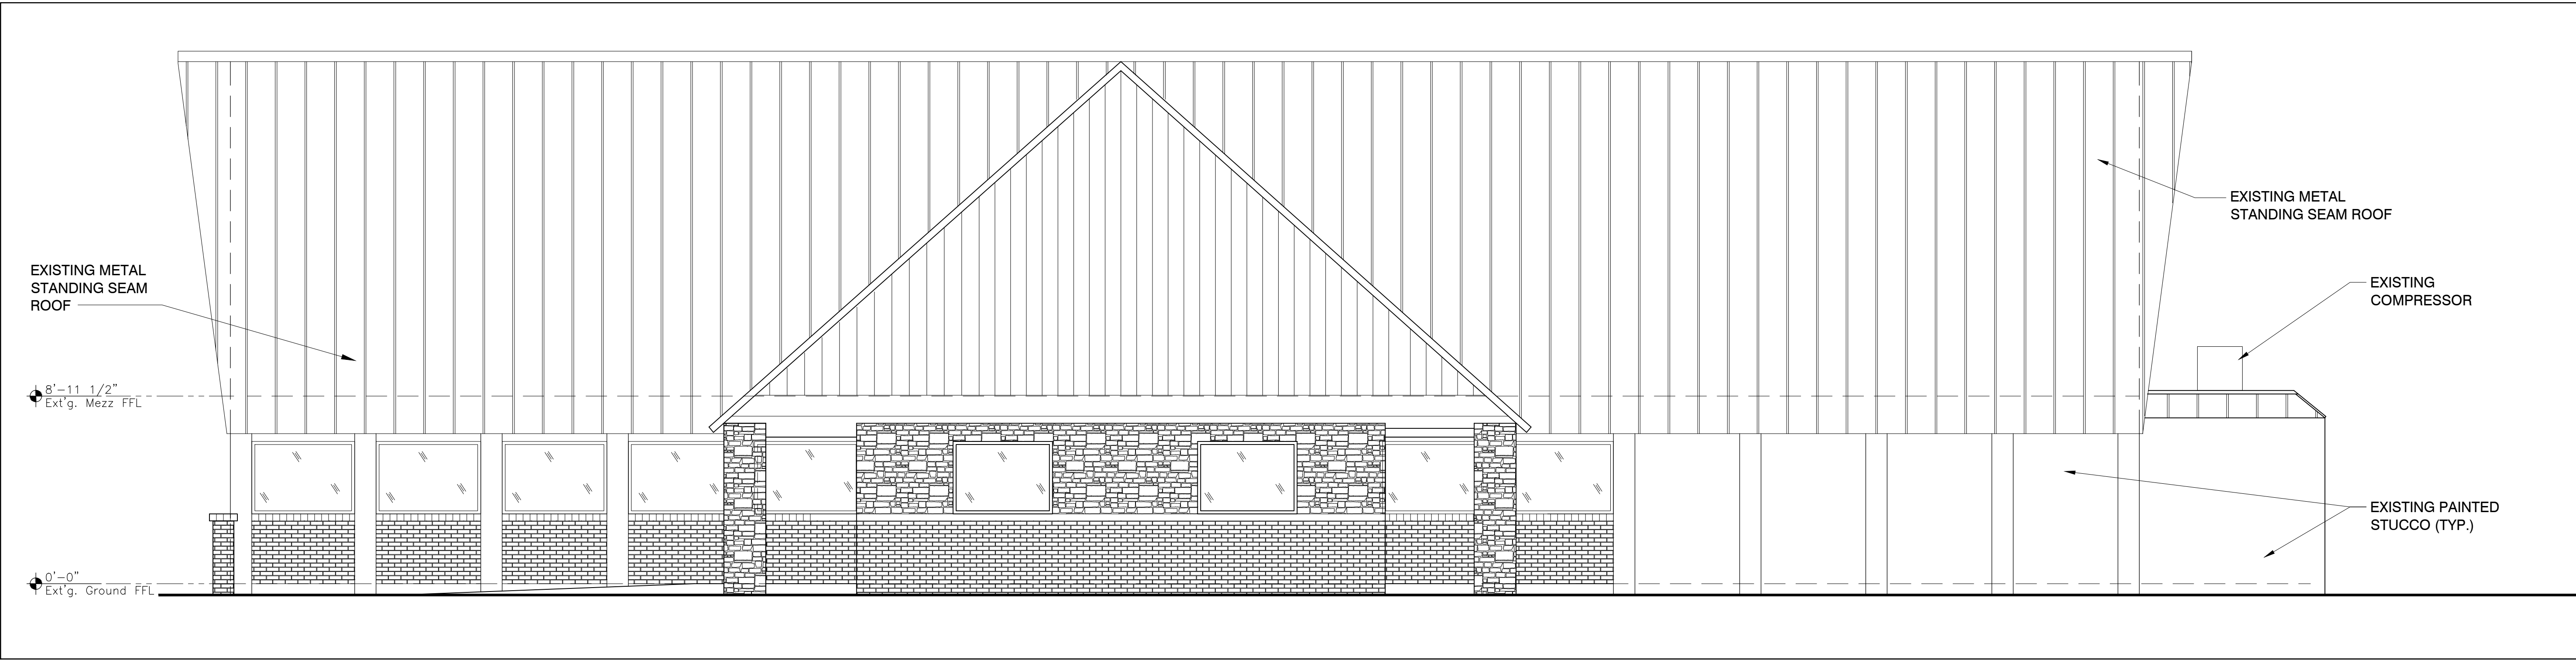 EXISTING METAL
STANDING SEAM ROOF
EXISTING METAL
STANDING SEAM
ROOF
EXISTING
COMPRESSOR
8'-11 1/2"
Ext'g. Mezz FFL
EXISTING PAINTED
STUCCO (TYP.)
0'-0"
Ext'g. Ground FFL